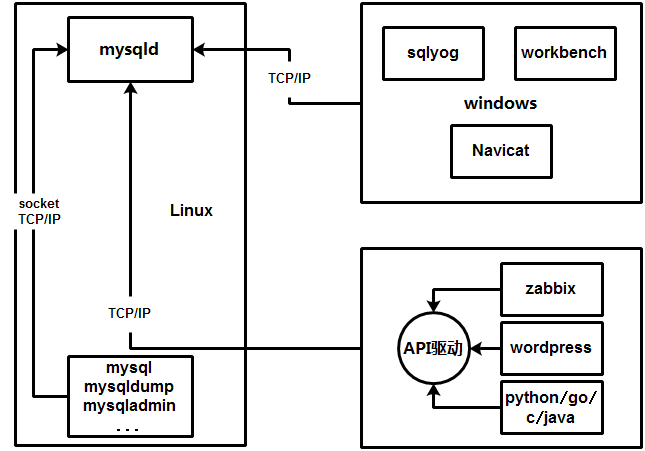 mysqld
socket
TCP/IP
Linux
TCP/IP
mysql
mysqldump
mysqladmin
...
TCP/IP
sqlyog
workbench
windows
Navicat
API驱动
zabbix
wordpress
python/go/
c/java